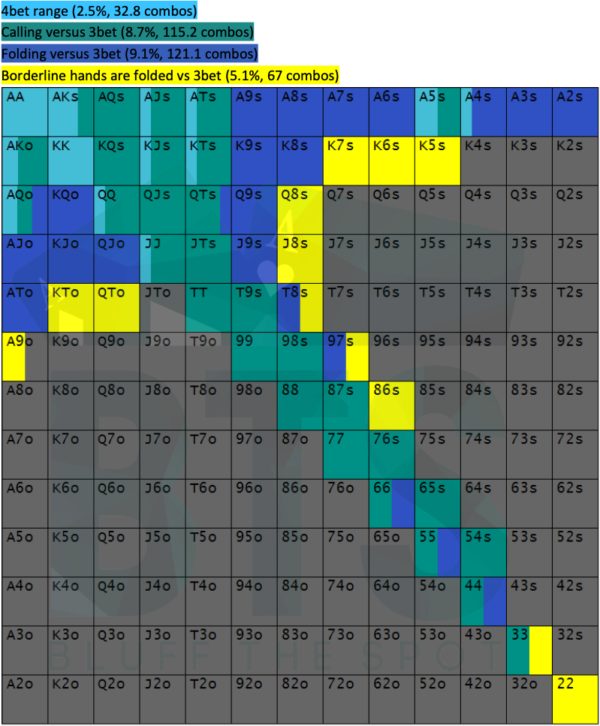 4bet range (2.5%, 32.8 combos)
Calling versus 3bet (8.7%, 115.2 combos)
Folding versus 3bet (9.1%, 121.1 combos)
Borderline hands are folded vs 3bet (5.1%, 67 combos)
AA AKs AQs AJs ATs A9s A8s A7s A6s A5s A4s A3s A2s
AKo KK KQs KJs KTs K9s K8s K7s K6s K5s K4s K3s K2s
AQo KQo QQ QJs QTs Q9s Q8s Q7s Q6s Q5s Q4s Q3s Q2s
AJo KJo QJo JJ JTs J9s J8s J7s J6s J5s J4s J3s J2s
ATo KTo QTo JTo TT T9s T8s T7s T6s T5s T4s T3s T2s
A9o K9o Q9o J9o T9o 99 98s 97s 96s 95s 94s 93s 92s
A8o K8o Q8o J8o T8o 98o 88 87s 86s 85s 84s 83s 82s
A7o K7o Q7o J7o T7o 97o 87o 77 76s 75s 74s 73s 72s
A6o K6o Q6o J6o T6o 96o 86o 76o 66 65s 64s 63s 62s
A5o K5o Q5o J5o T5o 95o 85o 75o 65o 55 54s 53s 52s
A4o K4o Q4o J4o T4o 94o 84o 74o 64o 54o 44 43s 42s
A3o K3o Q3o J3o T3o 93o 83o 73o 63o 53o 43o 33 32s
A2o K2o Q2o J2o T2o 92o 82o 72o 62o 52o 42o 32o 22
BTS
BLUFF THE SPOT